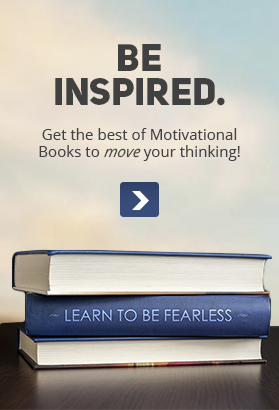 BE
INSPIRED.
Get the best of Motivational
Books to move your thinking!
~ LEARN TO BE FEARLESS ~